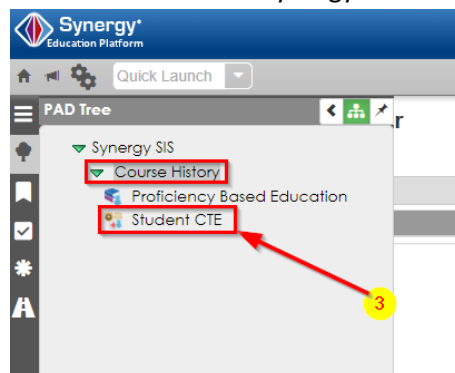 Synergy
Education Platform
Quick Launch
PAD Tree
r
Synergy SIS
Course History
Proficiency Based Education
Student CTE
3